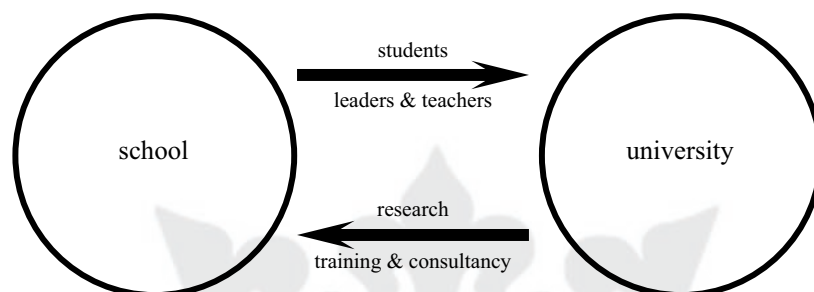 students
leaders & teachers
school
university
research
training & consultancy